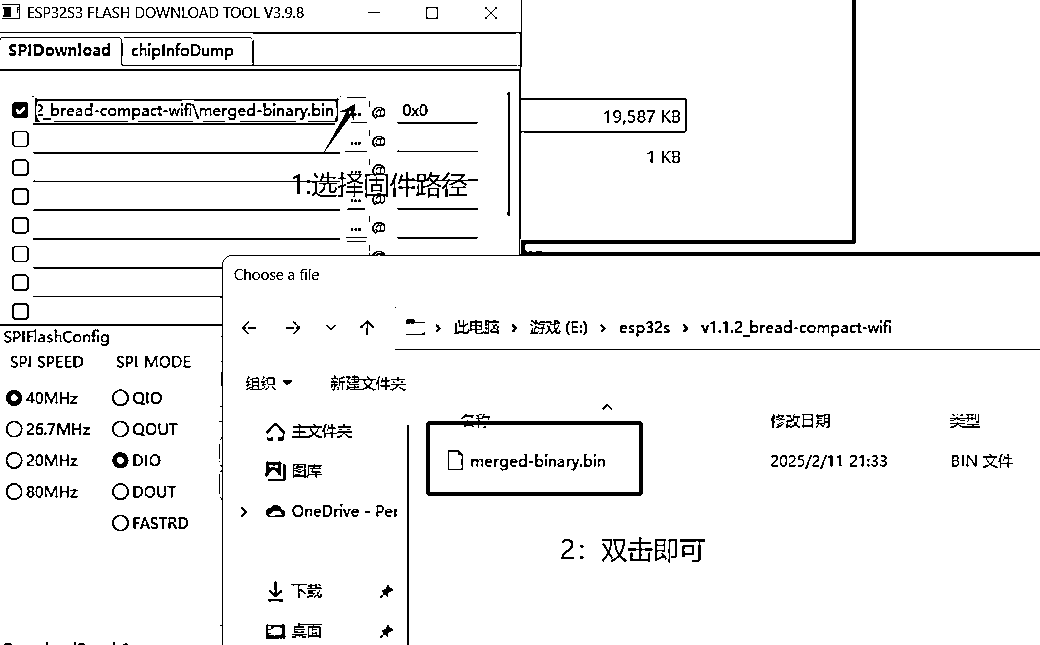 ESP32S3 FLASH DOWNLOAD TOOL V3.9.8
SPIDownload chipInfoDump
2_bread-compact-wifi\merged-binary.bin ... @ 0x0
... @
@
... @
... @
@
19,587 KB
1 KB
1:选择固件路径
SPIFlashConfig
SPI SPEED SPI MODE
40MHz QIO
26.7MHz QOUT
20MHz DIO
80MHz DOUT
FASTRD
Choose a file
此电脑 › 游戏 (E:) › esp32s › v1.1.2_bread-compact-wifi
组织 新建文件夹
名称 修改日期 类型
主文件夹
merged-binary.bin 2025/2/11 21:33 BIN 文件
图库
OneDrive - Per
2：双击即可
下载
桌面